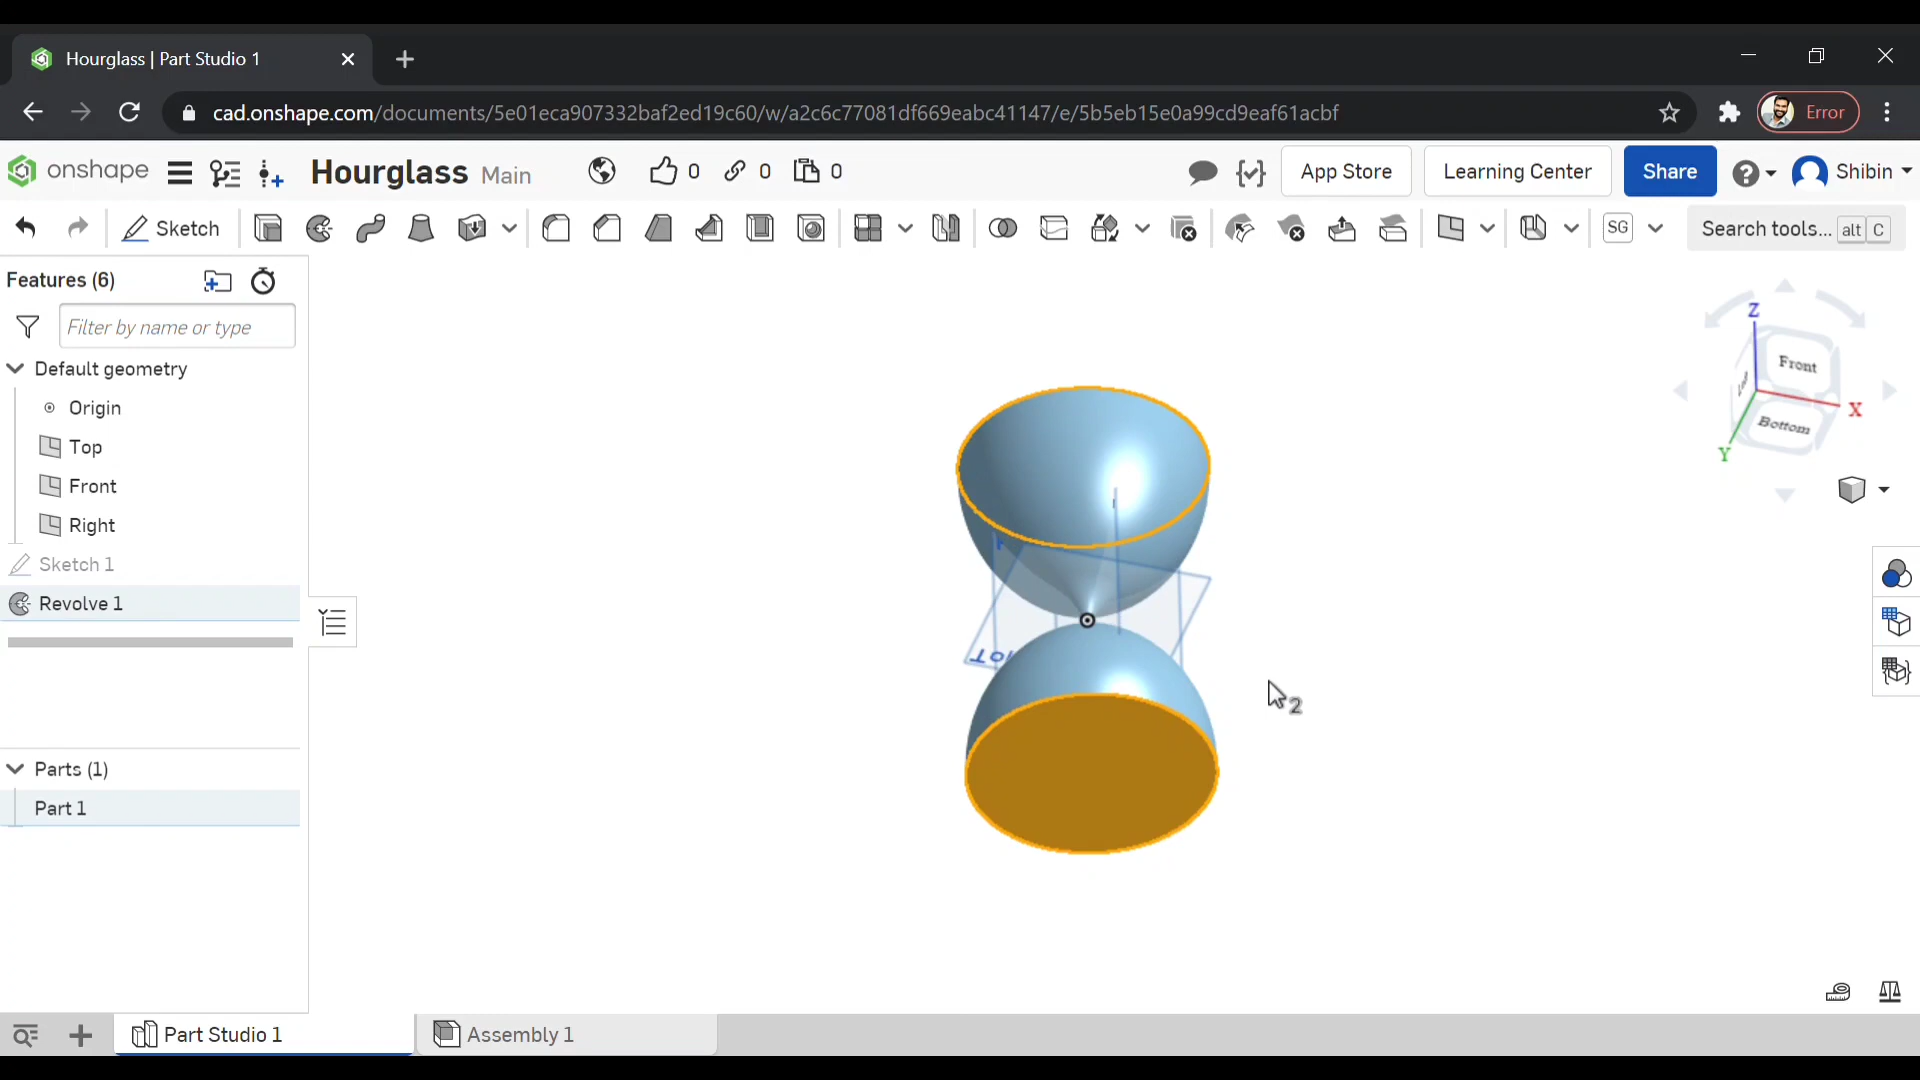 Hourglass | Part Studio 1
cad.onshape.com/documents/5e01eca907332baf2ed19c60/w/a2c6c77081df669eabc41147/e/5b5eb15e0a99cd9eaf61acbf
Error
onshape
Hourglass Main
0
0
0
App Store
Learning Center
Share
Shibin
Sketch
SG
Search tools... alt C
Features (6)
Filter by name or type
Default geometry
Origin
Top
Front
Right
Sketch 1
Revolve 1
Parts (1)
Part 1
Z
Front
Bottom
X
Y
2
Part Studio 1
Assembly 1